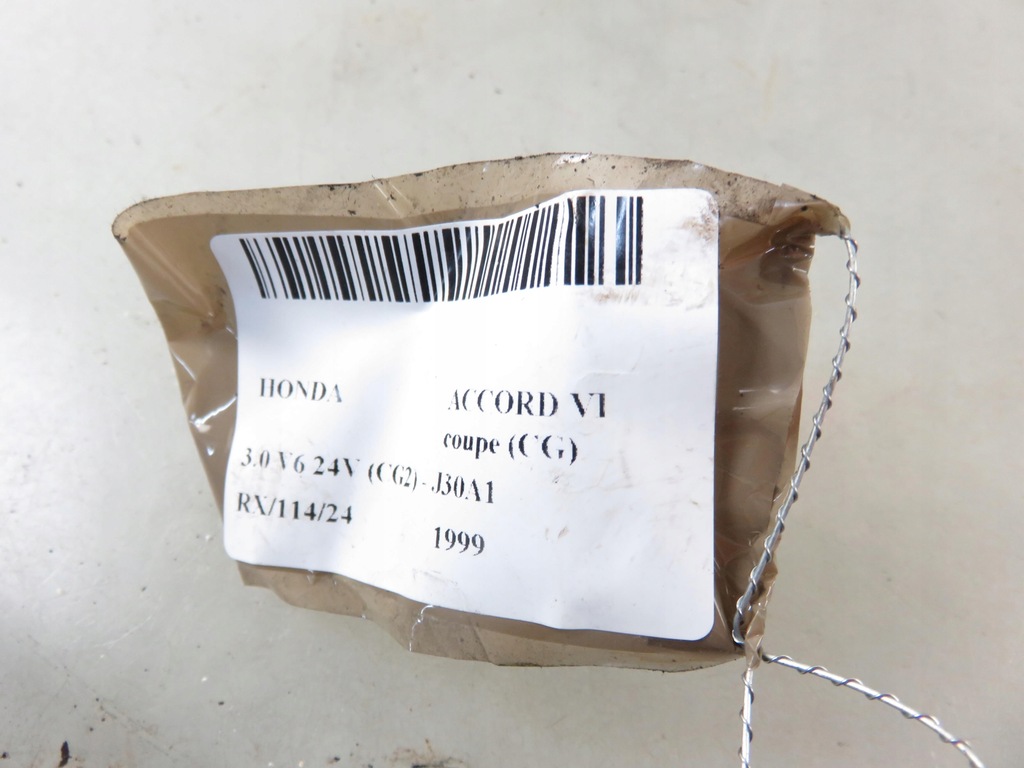 HONDA ACCORD VI
coupe (CG)
3.0 V6 24V (CG2) - J30A1
RX/114/24 1999